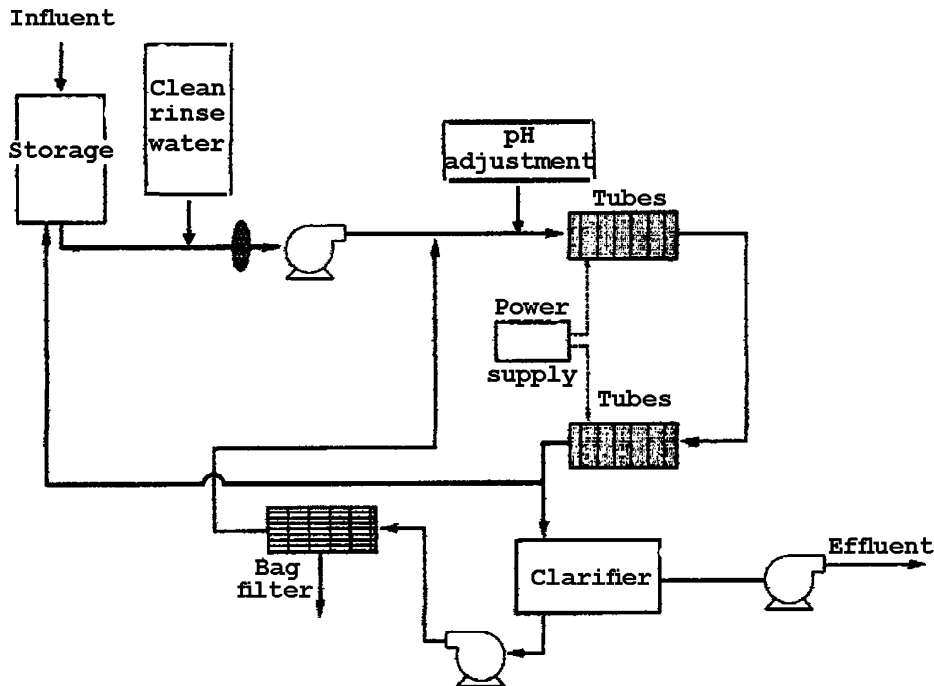 Influent
Clean
rinse
water
Storage
pH
adjustment
Tubes
Power
supply
Tubes
Bag
filter
Clarifier
Effluent